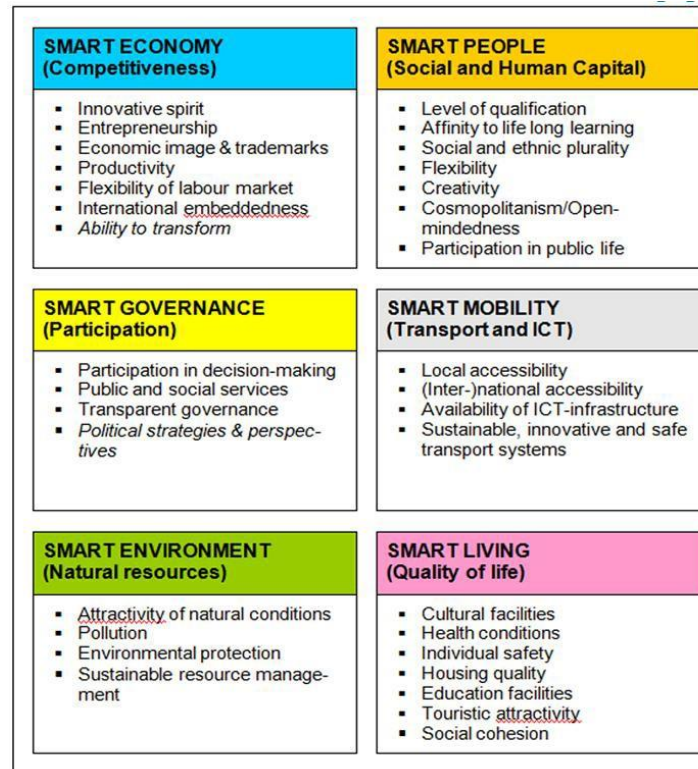 SMART ECONOMY
(Competitiveness)
▪ Innovative spirit
▪ Entrepreneurship
▪ Economic image & trademarks
▪ Productivity
▪ Flexibility of labour market
▪ International embeddedness
▪ Ability to transform
SMART PEOPLE
(Social and Human Capital)
▪ Level of qualification
▪ Affinity to life long learning
▪ Social and ethnic plurality
▪ Flexibility
▪ Creativity
▪ Cosmopolitanism/Open-
mindedness
▪ Participation in public life
SMART GOVERNANCE
(Participation)
▪ Participation in decision-making
▪ Public and social services
▪ Transparent governance
▪ Political strategies & perspec-
tives
SMART MOBILITY
(Transport and ICT)
▪ Local accessibility
▪ (Inter-)national accessibility
▪ Availability of ICT-infrastructure
▪ Sustainable, innovative and safe
transport systems
SMART ENVIRONMENT
(Natural resources)
▪ Attractivity of natural conditions
▪ Pollution
▪ Environmental protection
▪ Sustainable resource manage-
ment
SMART LIVING
(Quality of life)
▪ Cultural facilities
▪ Health conditions
▪ Individual safety
▪ Housing quality
▪ Education facilities
▪ Touristic attractivity
▪ Social cohesion